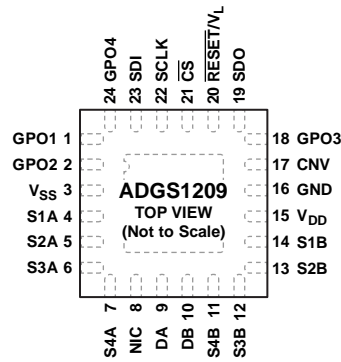 24 GPO4
23 SDI
22 SCLK
21 CS
20 RESET/VL
19 SDO
GPO1 1
GPO2 2
VSS 3
S1A 4
S2A 5
S3A 6
ADGS1209
TOP VIEW
(Not to Scale)
18 GPO3
17 CNV
16 GND
15 VDD
14 S1B
13 S2B
S4A 7
NIC 8
DA 9
DB 10
S4B 11
S3B 12